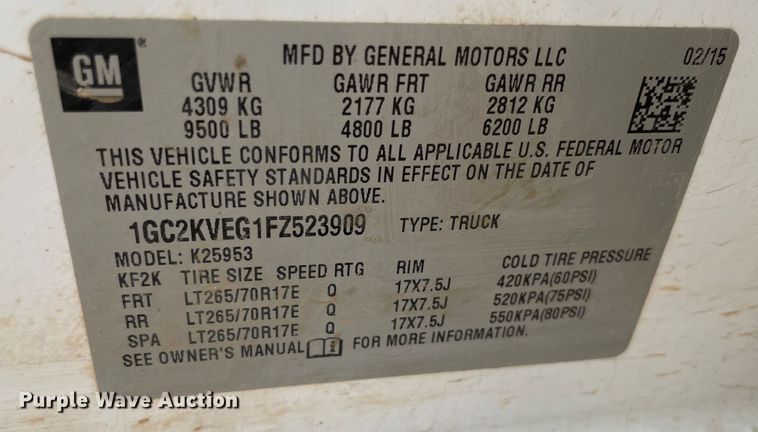 GM ®
MFD BY GENERAL MOTORS LLC 02/15
GVWR GAWR FRT GAWR RR
4309 KG 2177 KG 2812 KG
9500 LB 4800 LB 6200 LB
THIS VEHICLE CONFORMS TO ALL APPLICABLE U.S. FEDERAL MOTOR
VEHICLE SAFETY STANDARDS IN EFFECT ON THE DATE OF
MANUFACTURE SHOWN ABOVE.
1GC2KVEG1FZ523909 TYPE: TRUCK
MODEL: K25953
KF2K TIRE SIZE SPEED RTG RIM COLD TIRE PRESSURE
FRT LT265/70R17E Q 17X7.5J 420KPA(60PSI)
RR LT265/70R17E Q 17X7.5J 520KPA(75PSI)
SPA LT265/70R17E Q 17X7.5J 550KPA(80PSI)
SEE OWNER'S MANUAL FOR MORE INFORMATION.
Purple Wave Auction